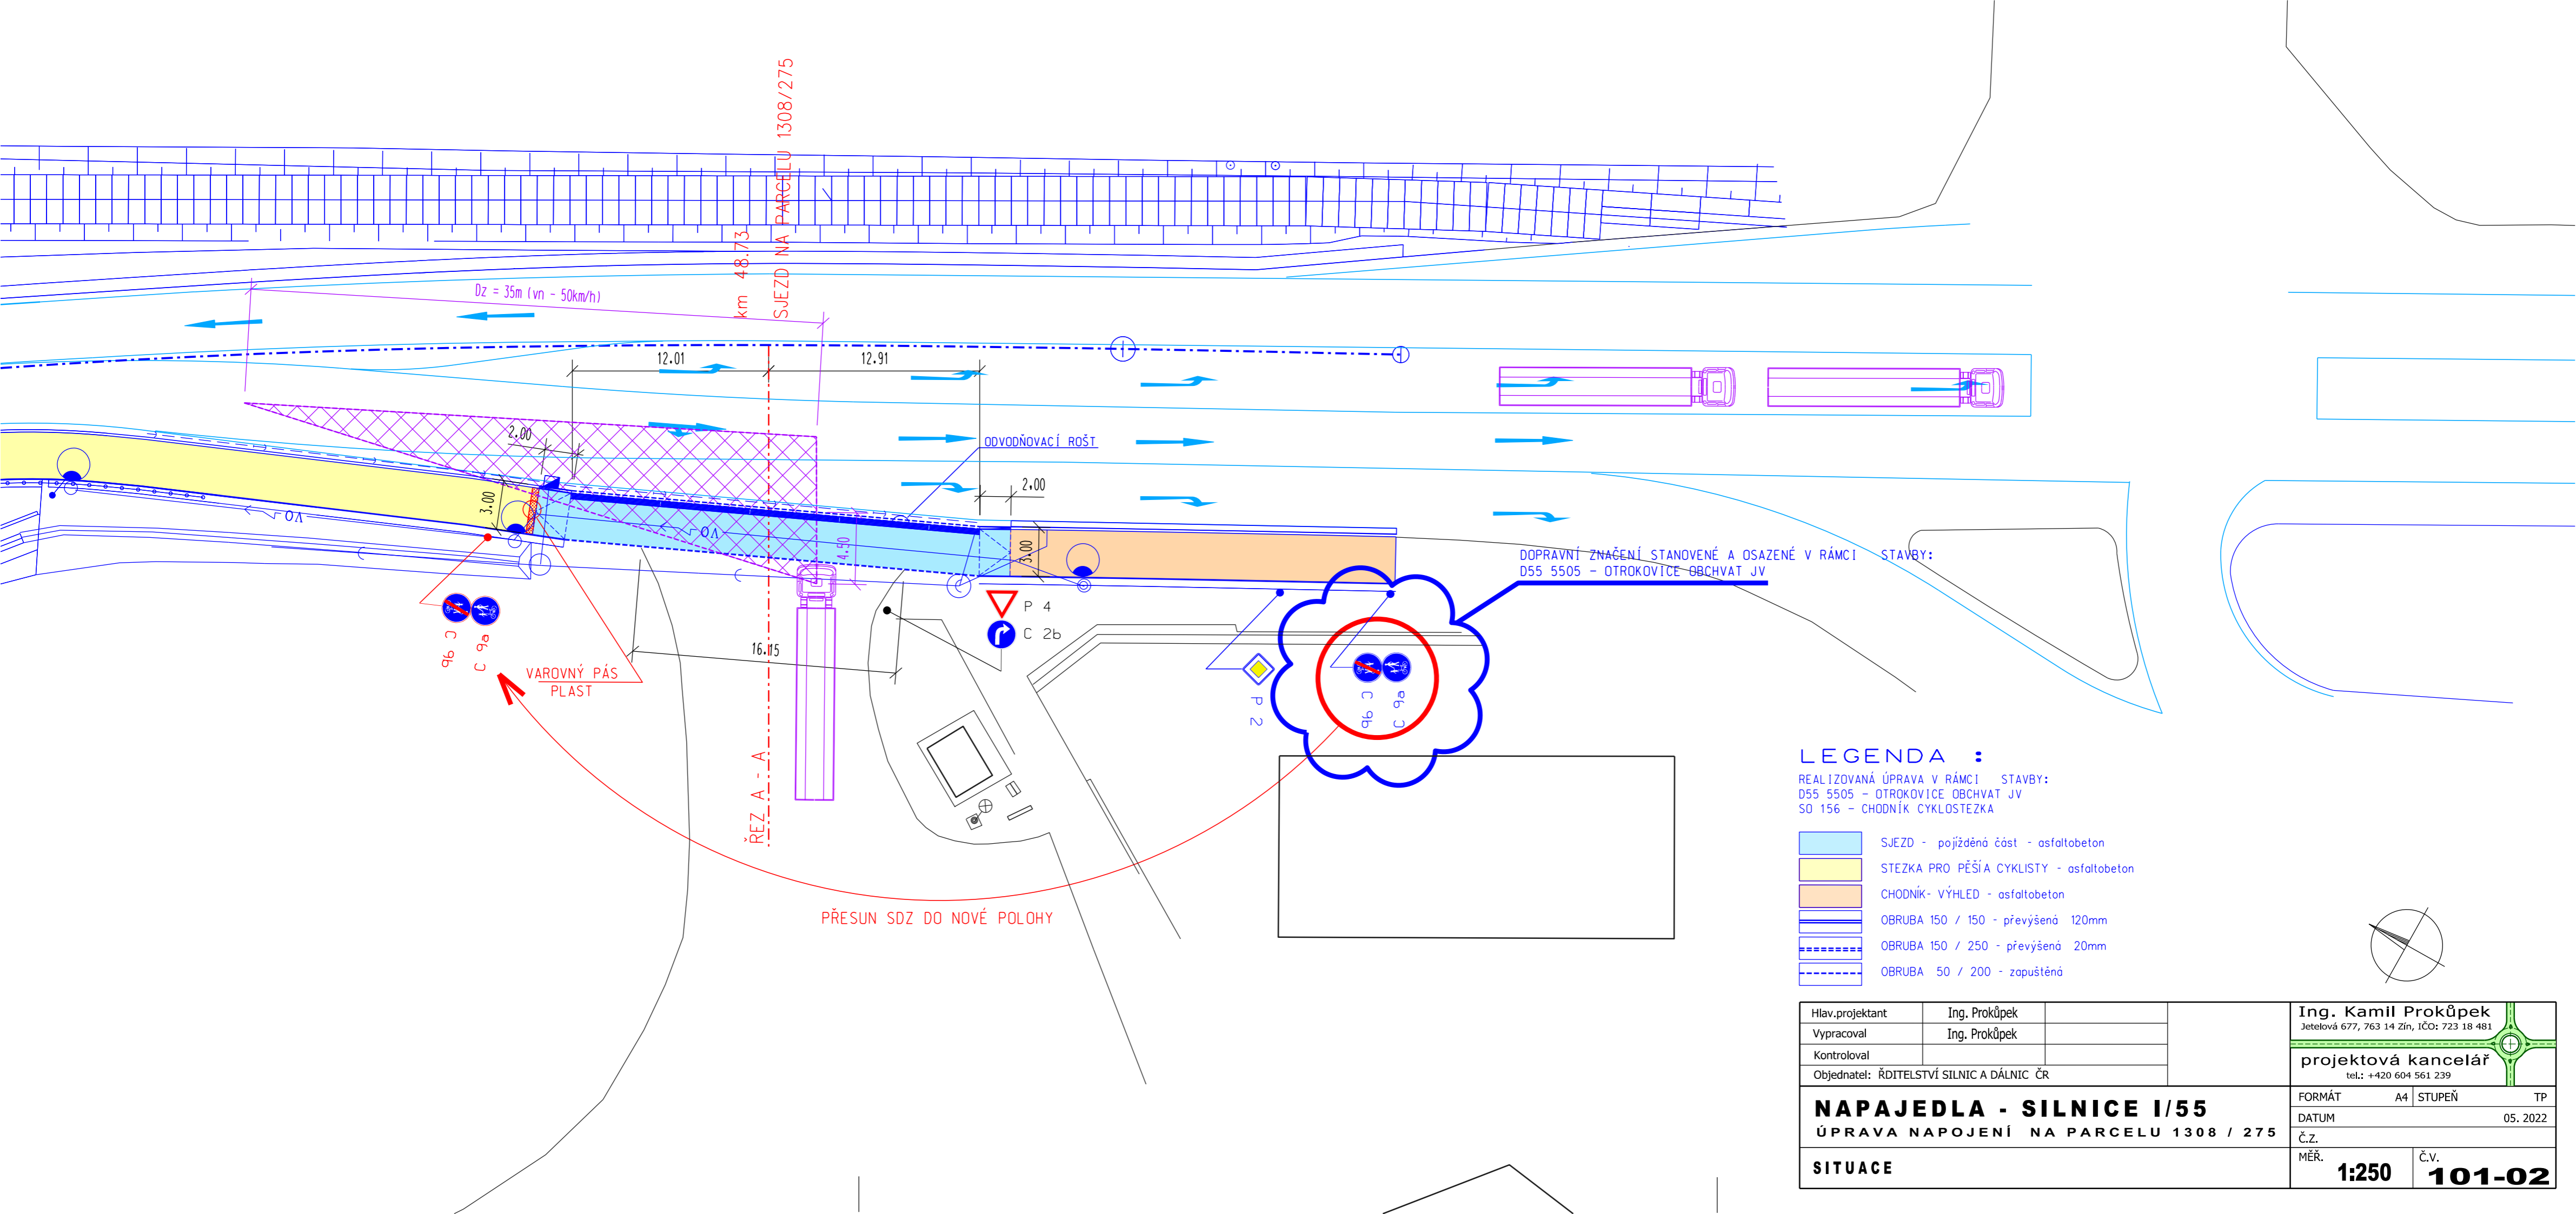 km 48.73
SJEZD NA PARCELU 1308/275
Dz = 35m (vn - 50km/h)
12.01
12.91
2.00
ODVODŇOVACÍ ROŠT
2.00
3.00
VO
VO
4.50
3.00
DOPRAVNÍ ZNAČENÍ STANOVENÉ A OSAZENÉ V RÁMCI STAVBY:
D55 5505 - OTROKOVICE OBCHVAT JV
P 4
C 2b
C 9b
C 9a
VAROVNÝ PÁS
PLAST
16.15
P 2
C 9b
C 9a
ŘEZ A - A
PŘESUN SDZ DO NOVÉ POLOHY
LEGENDA :
REALIZOVANÁ ÚPRAVA V RÁMCI STAVBY:
D55 5505 - OTROKOVICE OBCHVAT JV
SO 156 - CHODNÍK CYKLOSTEZKA
SJEZD - pojížděná část - asfaltobeton
STEZKA PRO PĚŠÍ A CYKLISTY - asfaltobeton
CHODNÍK- VÝHLED - asfaltobeton
OBRUBA 150 / 150 - převýšená 120mm
OBRUBA 150 / 250 - převýšená 20mm
OBRUBA 50 / 200 - zapuštěná
Hlav.projektant Ing. Prokůpek
Vypracoval Ing. Prokůpek
Kontroloval
Objednatel: ŘDITELSTVÍ SILNIC A DÁLNIC ČR
Ing. Kamil Prokůpek
Jetelová 677, 763 14 Zín, IČO: 723 18 481
projektová kancelář
tel.: +420 604 561 239
NAPAJEDLA - SILNICE I/55
ÚPRAVA NAPOJENÍ NA PARCELU 1308 / 275
SITUACE
FORMÁT A4 STUPEŇ TP
DATUM 05. 2022
Č.Z.
MĚŘ. 1:250 Č.V. 101-02